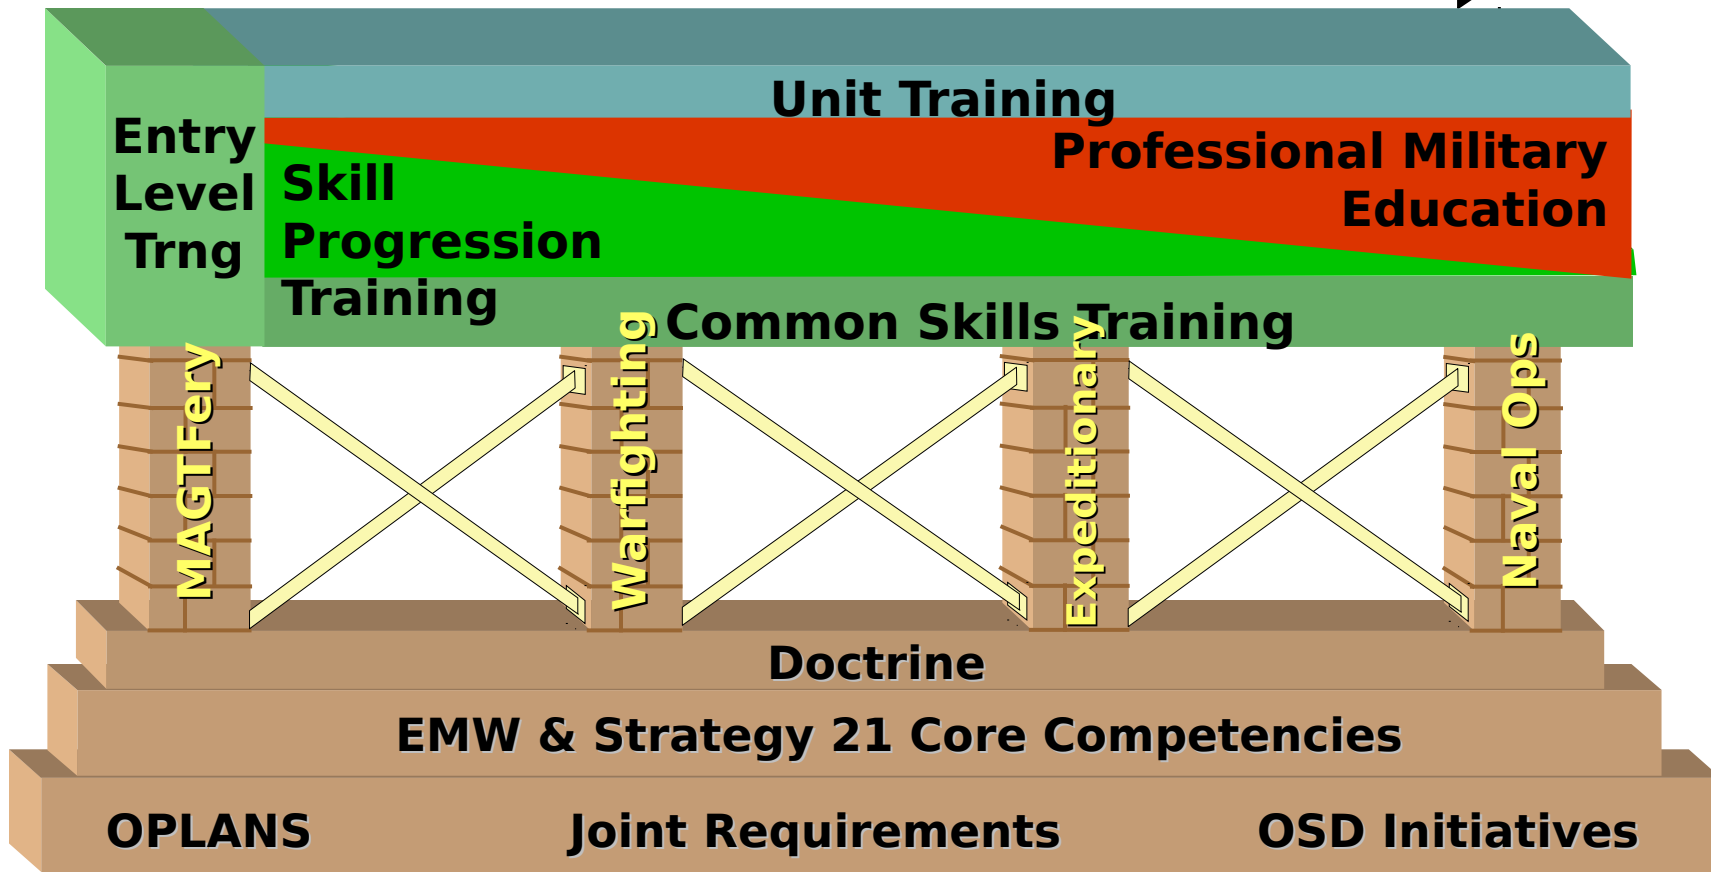 Unit Training
Entry
Level
Trng
Professional Military
Education
Skill
Progression
Training
Common Skills Training
MAGTFery
Warfighting
Expeditionary
Naval Ops
Doctrine
EMW & Strategy 21 Core Competencies
OPLANS
Joint Requirements
OSD Initiatives